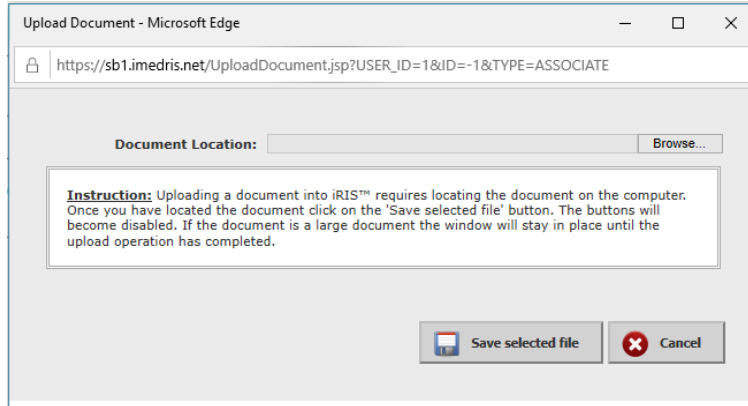 Upload Document - Microsoft Edge
https://sb1.imedris.net/UploadDocument.jsp?USER_ID=1&ID=-1&TYPE=ASSOCIATE
Document Location: Browse...
Instruction: Uploading a document into iRIS™ requires locating the document on the computer.
Once you have located the document click on the 'Save selected file' button. The buttons will
become disabled. If the document is a large document the window will stay in place until the
upload operation has completed.
Save selected file Cancel